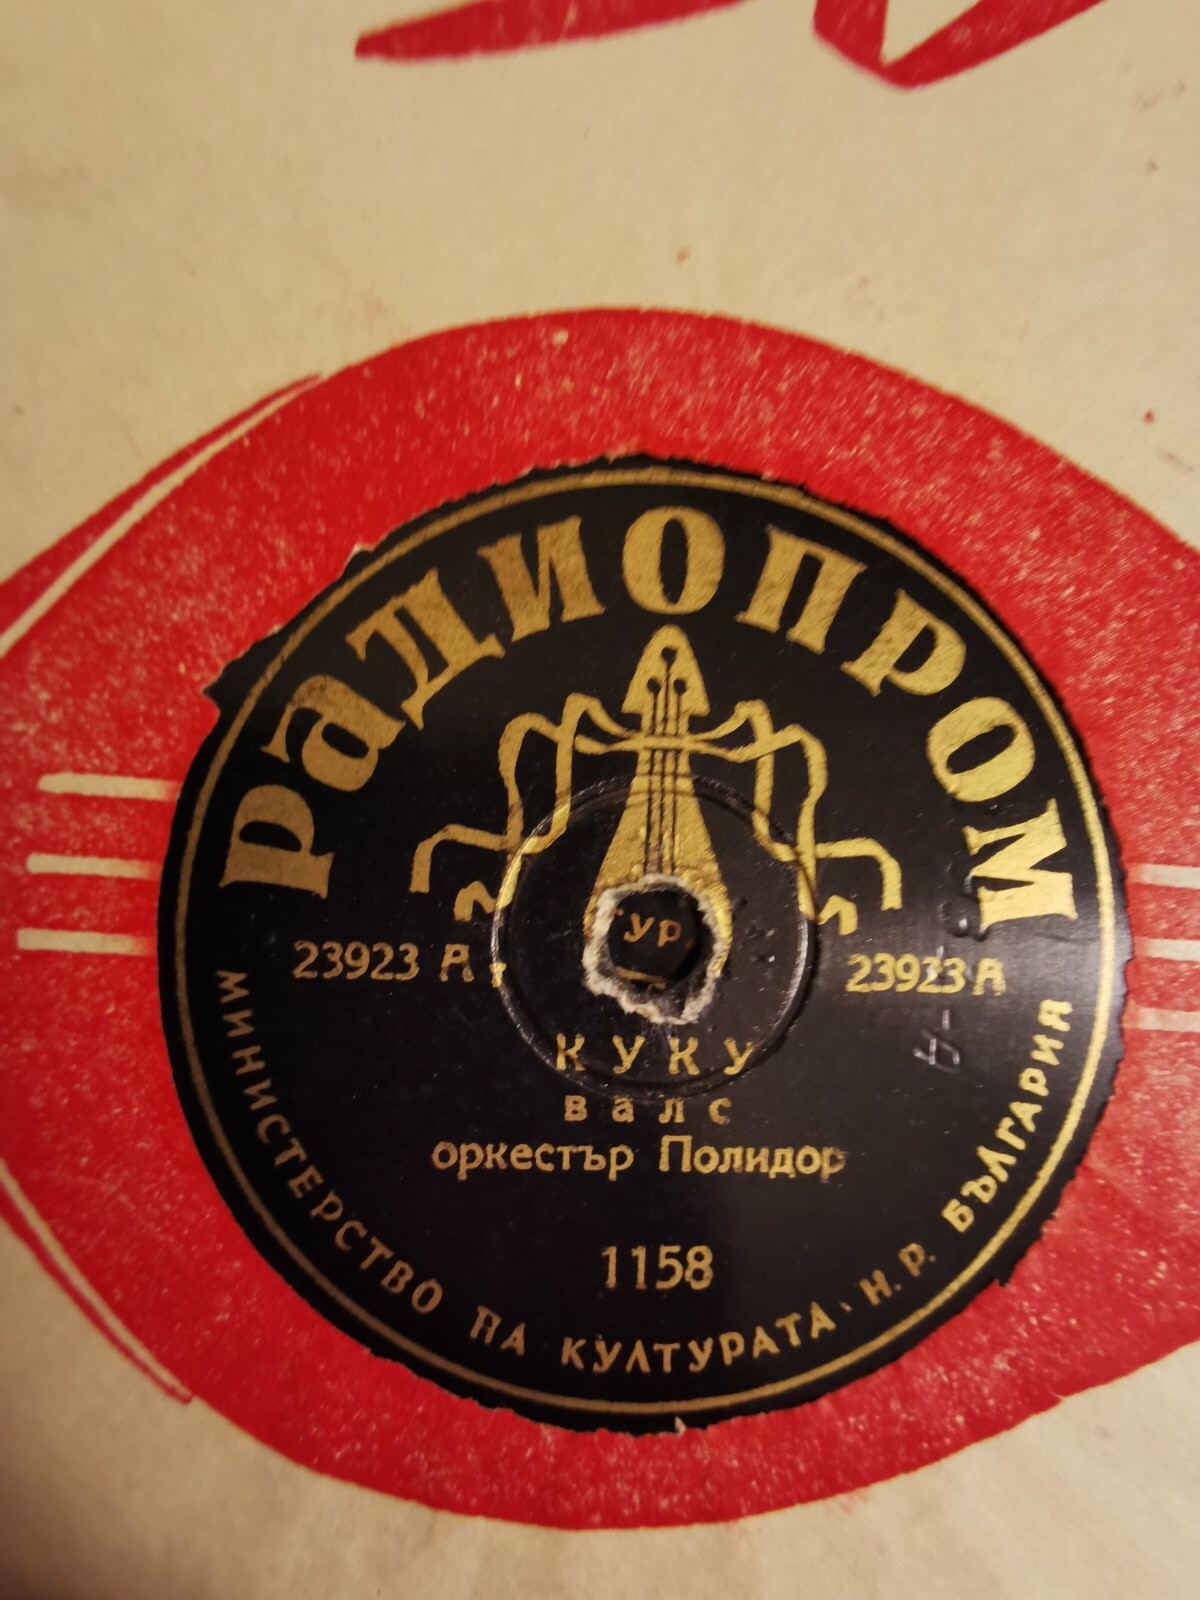 РАДИОПРОМ
23923 А
23923 А
КУКУ
валс
оркестър Полидор
1158
МИНИСТЕРСТВО НА КУЛТУРАТА · Н. Р. БЪЛГАРИЯ